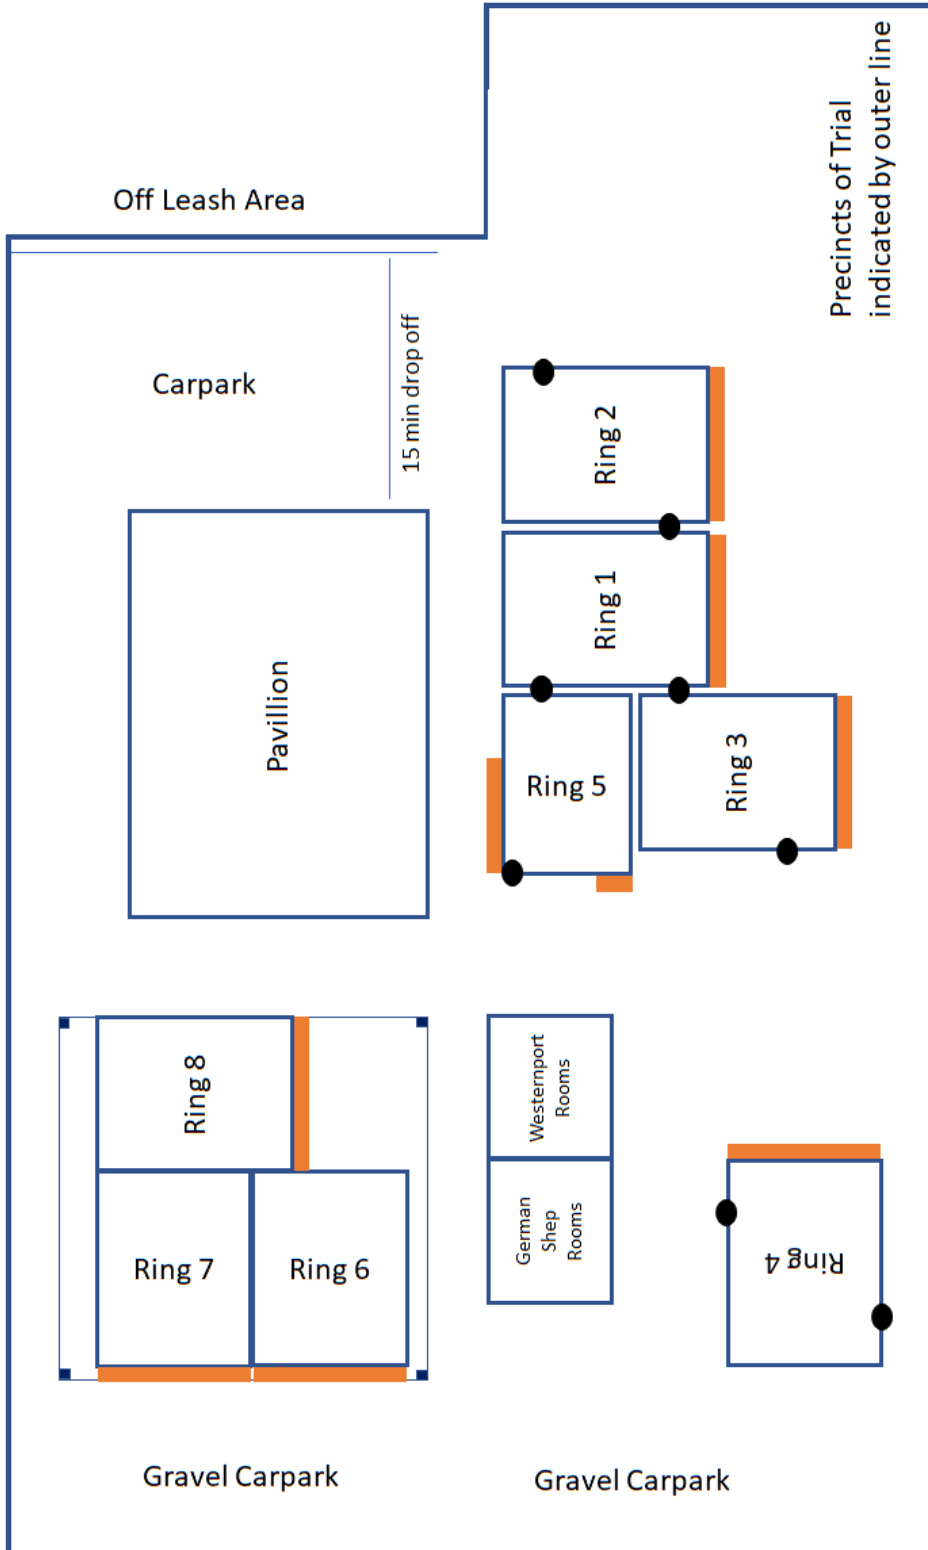 Precincts of Trial
indicated by outer line
Off Leash Area
Carpark
15 min drop off
Ring 2
Ring 1
Pavillion
Ring 5
Ring 3
Ring 8
Westernport
Rooms
German
Shep
Rooms
Ring 7
Ring 6
Ring 4
Gravel Carpark
Gravel Carpark